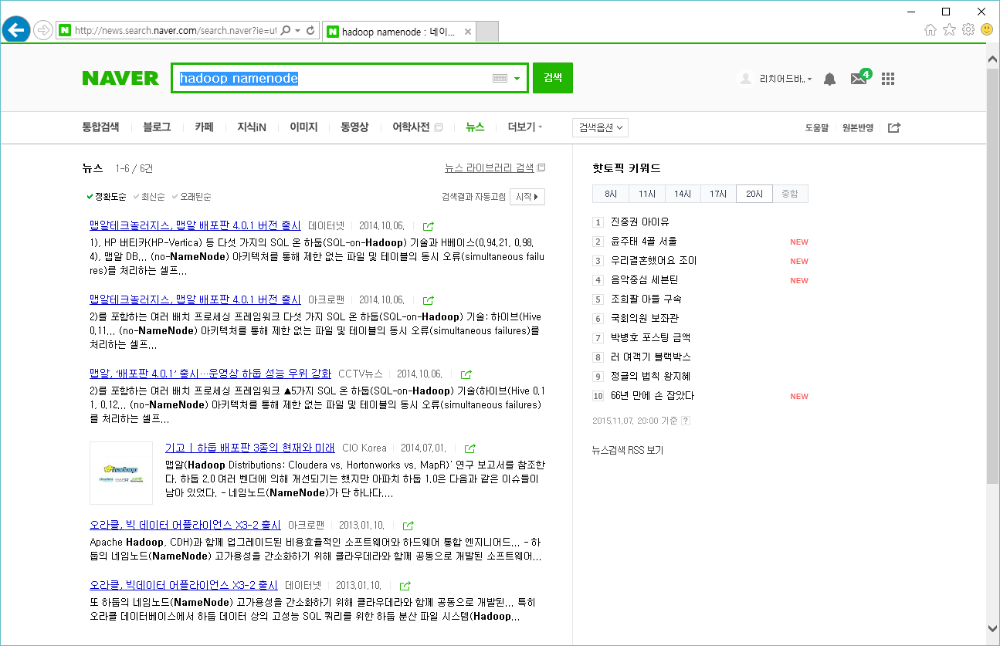 http://news.search.naver.com/search.naver?ie=ut
hadoop namenode : 네이...
NAVER
hadoop namenode
검색
리치어드바..
4
통합검색 블로그 카페 지식iN 이미지 동영상 어학사전 뉴스 더보기
검색옵션
도움말 원본반영
뉴스 1-6 / 6건
뉴스 라이브러리 검색
정확도순 최신순 오래된순
검색결과 자동고침 시작
맵알테크놀러지스, 맵알 배포판 4.0.1 버전 출시 데이터넷 2014.10.06.
1), HP 버티카(HP-Vertica) 등 다섯 가지의 SQL 온 하둡(SQL-on-Hadoop) 기술과 H베이스(0.94.21, 0.98.
4), 맵알 DB... (no-NameNode) 아키텍처를 통해 제한 없는 파일 및 테이블의 동시 오류(simultaneous failu
res)를 처리하는 셀프...
맵알테크놀러지스, 맵알 배포판 4.0.1 버전 출시 아크로팬 2014.10.06.
2)를 포함하는 여러 배치 프로세싱 프레임워크 다섯 가지 SQL 온 하둡(SQL-on-Hadoop) 기술: 하이브(Hive
0.11... (no-NameNode) 아키텍처를 통해 제한 없는 파일 및 테이블의 동시 오류(simultaneous failures)를
처리하는 셀프...
맵알, '배포판 4.0.1' 출시…운영상 하둡 성능 우위 강화 CCTV뉴스 2014.10.06.
2)를 포함하는 여러 배치 프로세싱 프레임워크 ▲5가지 SQL 온 하둡(SQL-on-Hadoop) 기술(하이브(Hive 0.1
1, 0.12... (no-NameNode) 아키텍처를 통해 제한 없는 파일 및 테이블의 동시 오류(simultaneous failures)
를 처리하는 셀프...
hadoop
기고ㅣ하둡 배포판 3종의 현재와 미래 CIO Korea 2014.07.01.
맵알(Hadoop Distributions: Cloudera vs. Hortonworks vs. MapR)' 연구 보고서를 참조한
다. 하둡 2.0 여러 벤더에 의해 개선되기는 했지만 아파치 하둡 1.0은 다음과 같은 이슈들이
남아 있었다. - 네임노드(NameNode)가 단 하나다....
오라클, 빅 데이터 어플라이언스 X3-2 출시 아크로팬 2013.01.10.
Apache Hadoop, CDH)과 함께 업그레이드된 비용효율적인 소프트웨어와 하드웨어 통합 엔지니어드... - 하
둡의 네임노드(NameNode) 고가용성을 간소화하기 위해 클라우데라와 함께 공동으로 개발된 소프트웨어...
오라클, 빅데이터 어플라이언스 X3-2 출시 데이터넷 2013.01.10.
또 하둡의 네임노드(NameNode) 고가용성을 간소화하기 위해 클라우데라와 함께 공동으로 개발된... 특히
오라클 데이터베이스에서 하둡 데이터 상의 고성능 SQL 쿼리를 위한 하둡 분산 파일 시스템(Hadoop...
핫토픽 키워드
8시 11시 14시 17시 20시 종합
1 진중권 아이유
2 윤주태 4골 서울 NEW
3 우리결혼했어요 조이 NEW
4 음악중심 세븐틴 NEW
5 조희팔 아들 구속
6 국회의원 보좌관
7 박병호 포스팅 금액
8 러 여객기 블랙박스
9 정글의 법칙 왕지혜
10 66년 만에 손 잡았다 NEW
2015.11.07. 20:00 기준 ?
뉴스검색 RSS 보기